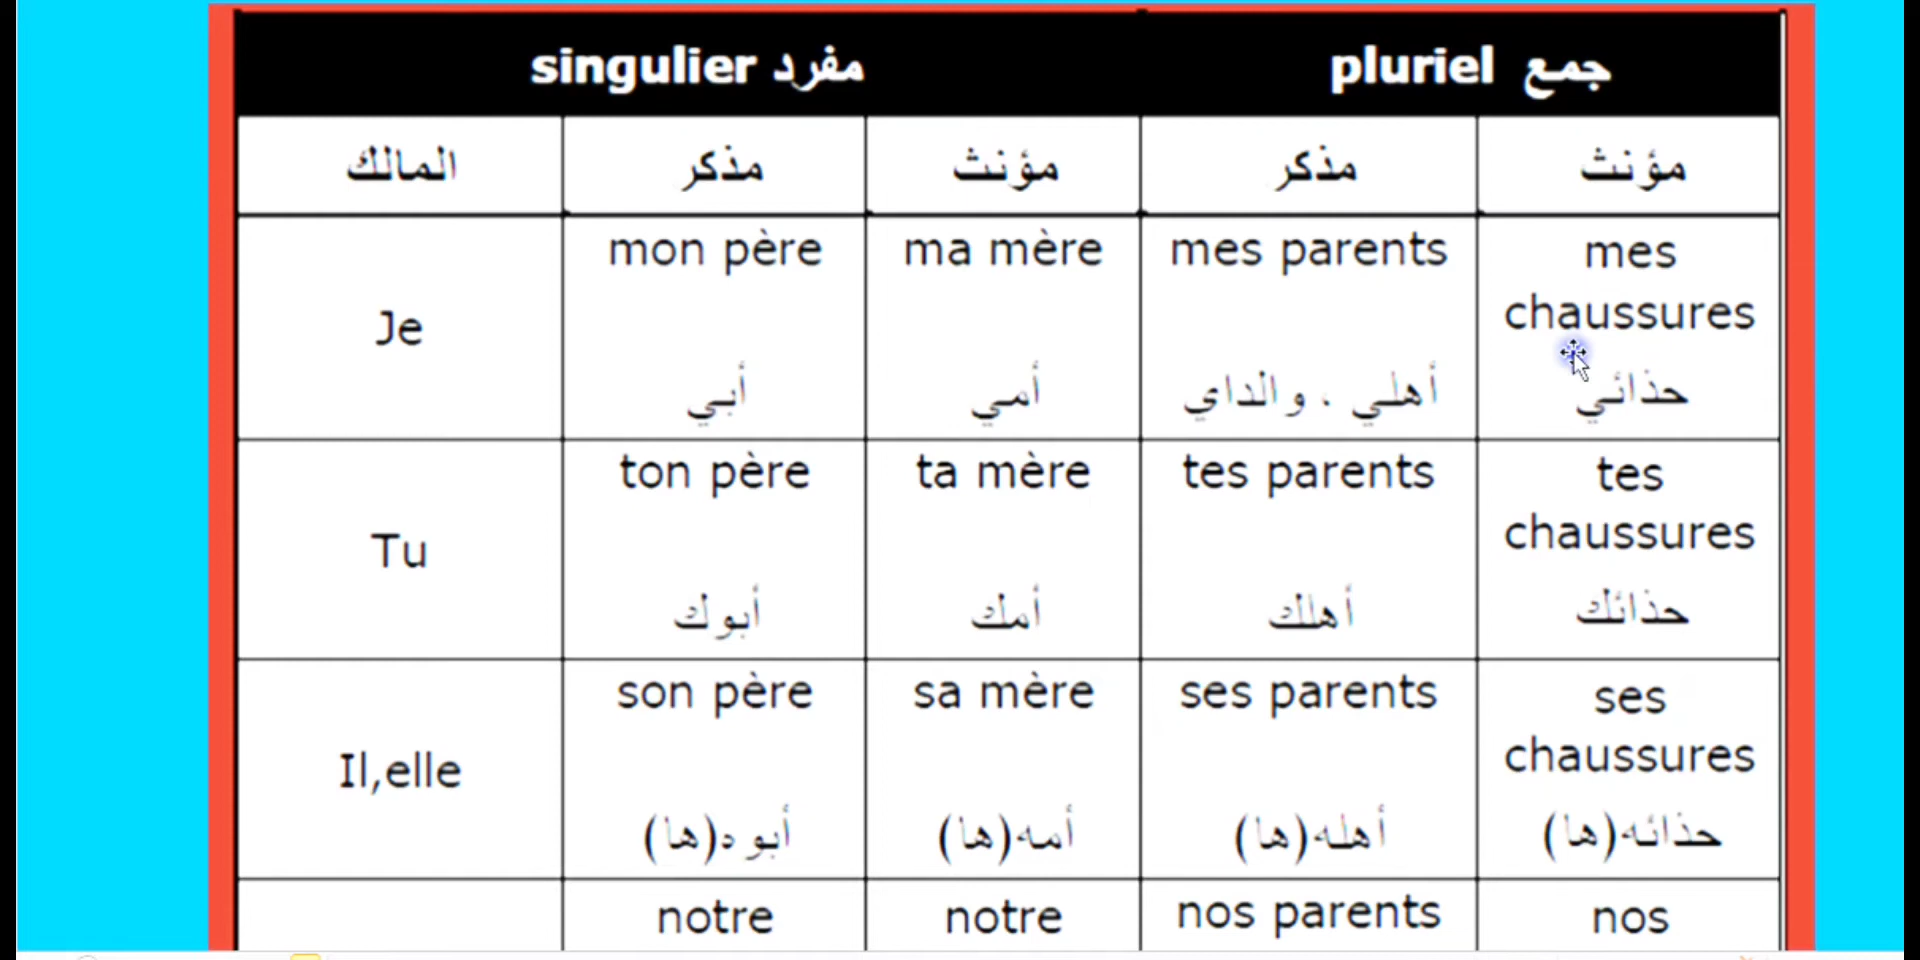 singulier مفرد
pluriel جمع
المالك
مذكر
مؤنث
مذكر
مؤنث
Je
mon père
أبي
ma mère
أمي
mes parents
أهلي ، والداي
mes
chaussures
حذائي
Tu
ton père
أبوك
ta mère
أمك
tes parents
أهلك
tes
chaussures
حذائك
Il,elle
son père
أبوه(ها)
sa mère
أمه(ها)
ses parents
أهله(ها)
ses
chaussures
حذائه(ها)
notre
notre
nos parents
nos